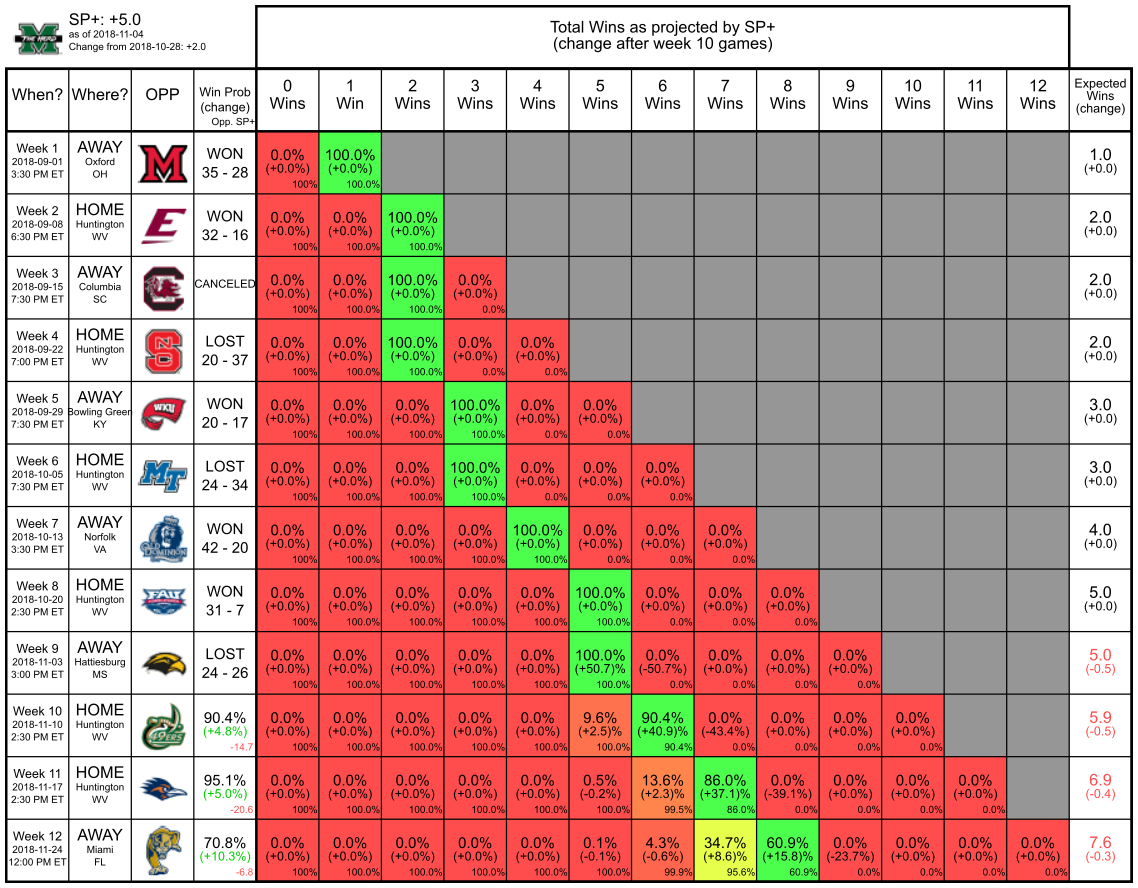 SP+: +5.0
as of 2018-11-04
Change from 2018-10-28: +2.0
THE HERD
Total Wins as projected by SP+
(change after week 10 games)
When? Where? OPP Win Prob (change) Opp. SP+ 0 Wins 1 Win 2 Wins 3 Wins 4 Wins 5 Wins 6 Wins 7 Wins 8 Wins 9 Wins 10 Wins 11 Wins 12 Wins Expected Wins (change)
Week 1 AWAY WON 0.0% 100.0% 1.0
2018-09-01 Oxford M (+0.0%) (+0.0%) (+0.0)
3:30 PM ET OH 35 - 28 100% 100.0%
Week 2 HOME WON 0.0% 0.0% 100.0% 2.0
2018-09-08 Huntington E (+0.0%) (+0.0%) (+0.0%) (+0.0)
6:30 PM ET WV 32 - 16 100% 100.0% 100.0%
Week 3 AWAY CANCELED 0.0% 0.0% 100.0% 0.0% 2.0
2018-09-15 Columbia C (+0.0%) (+0.0%) (+0.0%) (+0.0%) (+0.0)
7:30 PM ET SC 100% 100.0% 100.0% 0.0%
Week 4 HOME LOST 0.0% 0.0% 100.0% 0.0% 0.0% 2.0
2018-09-22 Huntington NCS (+0.0%) (+0.0%) (+0.0%) (+0.0%) (+0.0%) (+0.0)
7:00 PM ET WV 20 - 37 100% 100.0% 100.0% 0.0% 0.0%
Week 5 AWAY WON 0.0% 0.0% 0.0% 100.0% 0.0% 0.0% 3.0
2018-09-29 Bowling Green WKU (+0.0%) (+0.0%) (+0.0%) (+0.0%) (+0.0%) (+0.0%) (+0.0)
7:30 PM ET KY 20 - 17 100% 100.0% 100.0% 100.0% 0.0% 0.0%
Week 6 HOME LOST 0.0% 0.0% 0.0% 100.0% 0.0% 0.0% 0.0% 3.0
2018-10-05 Huntington MT (+0.0%) (+0.0%) (+0.0%) (+0.0%) (+0.0%) (+0.0%) (+0.0%) (+0.0)
7:30 PM ET WV 24 - 34 100% 100.0% 100.0% 100.0% 0.0% 0.0% 0.0%
Week 7 AWAY WON 0.0% 0.0% 0.0% 0.0% 100.0% 0.0% 0.0% 0.0% 4.0
2018-10-13 Norfolk OLD DOMINION (+0.0%) (+0.0%) (+0.0%) (+0.0%) (+0.0%) (+0.0%) (+0.0%) (+0.0%) (+0.0)
3:30 PM ET VA 42 - 20 100% 100.0% 100.0% 100.0% 100.0% 0.0% 0.0% 0.0%
Week 8 HOME WON 0.0% 0.0% 0.0% 0.0% 0.0% 100.0% 0.0% 0.0% 0.0% 5.0
2018-10-20 Huntington FAU (+0.0%) (+0.0%) (+0.0%) (+0.0%) (+0.0%) (+0.0%) (+0.0%) (+0.0%) (+0.0%) (+0.0)
2:30 PM ET WV 31 - 7 100% 100.0% 100.0% 100.0% 100.0% 100.0% 0.0% 0.0% 0.0%
Week 9 AWAY LOST 0.0% 0.0% 0.0% 0.0% 0.0% 100.0% 0.0% 0.0% 0.0% 0.0% 5.0
2018-11-03 Hattiesburg (+0.0%) (+0.0%) (+0.0%) (+0.0%) (+0.0%) (+50.7)% (-50.7%) (+0.0%) (+0.0%) (+0.0%) (-0.5)
3:00 PM ET MS 24 - 26 100% 100.0% 100.0% 100.0% 100.0% 100.0% 0.0% 0.0% 0.0% 0.0%
Week 10 HOME 90.4% 0.0% 0.0% 0.0% 0.0% 0.0% 9.6% 90.4% 0.0% 0.0% 0.0% 0.0% 5.9
2018-11-10 Huntington 49ERS (+4.8%) (+0.0%) (+0.0%) (+0.0%) (+0.0%) (+0.0%) (+2.5)% (+40.9)% (-43.4%) (+0.0%) (+0.0%) (+0.0%) (-0.5)
2:30 PM ET WV -14.7 100% 100.0% 100.0% 100.0% 100.0% 100.0% 90.4% 0.0% 0.0% 0.0% 0.0%
Week 11 HOME 95.1% 0.0% 0.0% 0.0% 0.0% 0.0% 0.5% 13.6% 86.0% 0.0% 0.0% 0.0% 0.0% 6.9
2018-11-17 Huntington (+5.0%) (+0.0%) (+0.0%) (+0.0%) (+0.0%) (+0.0%) (-0.2%) (+2.3)% (+37.1)% (-39.1%) (+0.0%) (+0.0%) (+0.0%) (-0.4)
2:30 PM ET WV -20.6 100% 100.0% 100.0% 100.0% 100.0% 100.0% 99.5% 86.0% 0.0% 0.0% 0.0% 0.0%
Week 12 AWAY 70.8% 0.0% 0.0% 0.0% 0.0% 0.0% 0.1% 4.3% 34.7% 60.9% 0.0% 0.0% 0.0% 0.0% 7.6
2018-11-24 Miami (+10.3%) (+0.0%) (+0.0%) (+0.0%) (+0.0%) (+0.0%) (-0.1%) (-0.6%) (+8.6)% (+15.8)% (-23.7%) (+0.0%) (+0.0%) (+0.0%) (-0.3)
12:00 PM ET FL -6.8 100% 100.0% 100.0% 100.0% 100.0% 100.0% 99.9% 95.6% 60.9% 0.0% 0.0% 0.0% 0.0%